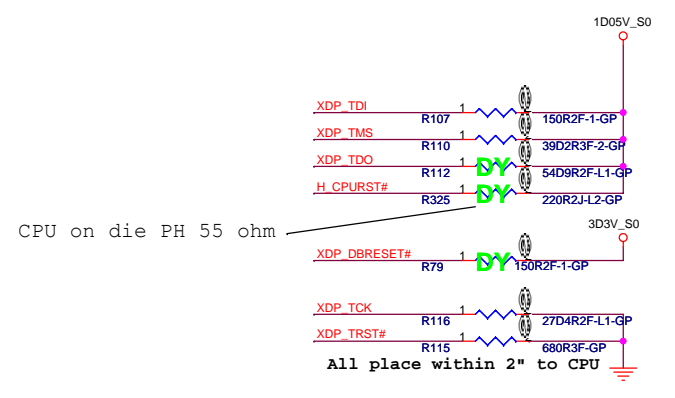 1D05V_S0
XDP_TDI 1 R107 150R2F-1-GP
XDP_TMS 1 R110 39D2R3F-2-GP
XDP_TDO 1 R112 DY 54D9R2F-L1-GP
H_CPURST# 1 R325 DY 220R2J-L2-GP
CPU on die PH 55 ohm
3D3V_S0
XDP_DBRESET# 1 R79 DY 150R2F-1-GP
XDP_TCK 1 R116 27D4R2F-L1-GP
XDP_TRST# 1 R115 680R3F-GP
All place within 2" to CPU